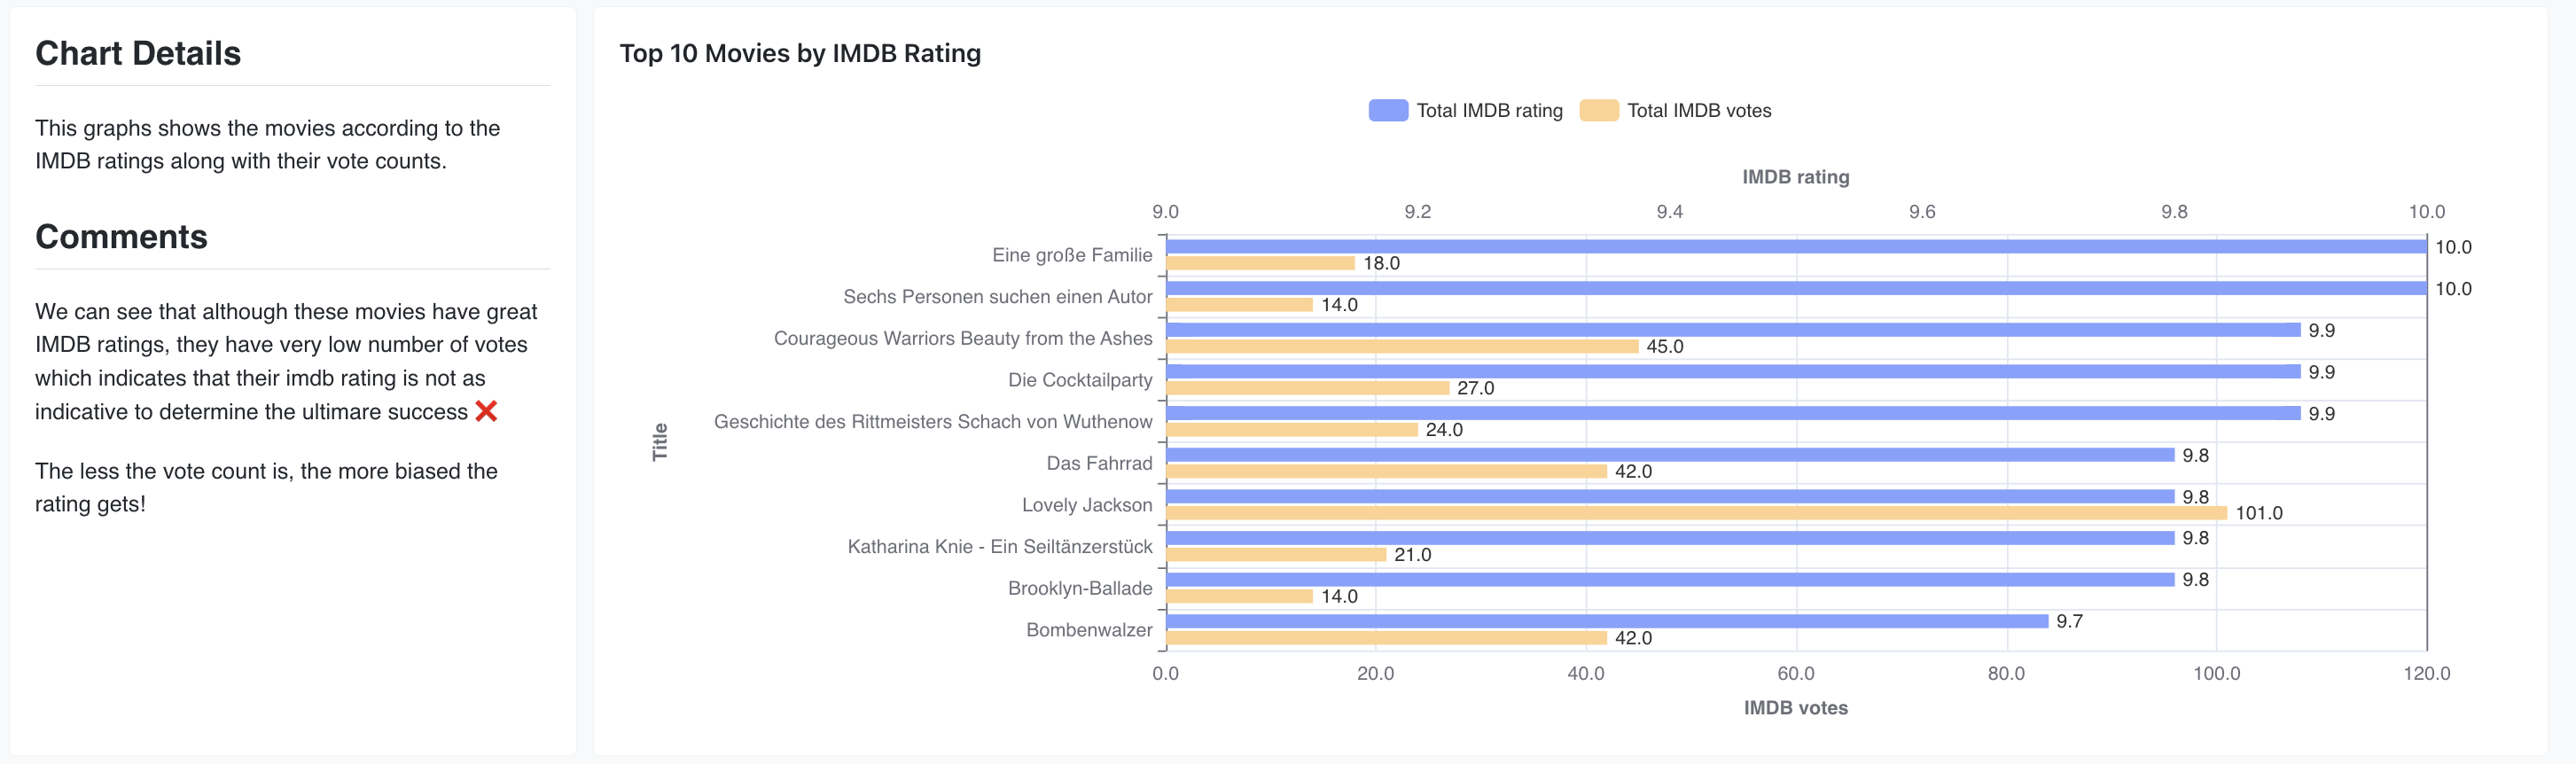 Chart Details
This graphs shows the movies according to the
IMDB ratings along with their vote counts.
Comments
We can see that although these movies have great
IMDB ratings, they have very low number of votes
which indicates that their imdb rating is not as
indicative to determine the ultimare success ❌
The less the vote count is, the more biased the
rating gets!
Top 10 Movies by IMDB Rating
Total IMDB rating Total IMDB votes
IMDB rating
9.0 9.2 9.4 9.6 9.8 10.0
Title
Eine große Familie 10.0
18.0
Sechs Personen suchen einen Autor 10.0
14.0
Courageous Warriors Beauty from the Ashes 9.9
45.0
Die Cocktailparty 9.9
27.0
Geschichte des Rittmeisters Schach von Wuthenow 9.9
24.0
Das Fahrrad 9.8
42.0
Lovely Jackson 9.8
101.0
Katharina Knie - Ein Seiltänzerstück 9.8
21.0
Brooklyn-Ballade 9.8
14.0
Bombenwalzer 9.7
42.0
0.0 20.0 40.0 60.0 80.0 100.0 120.0
IMDB votes